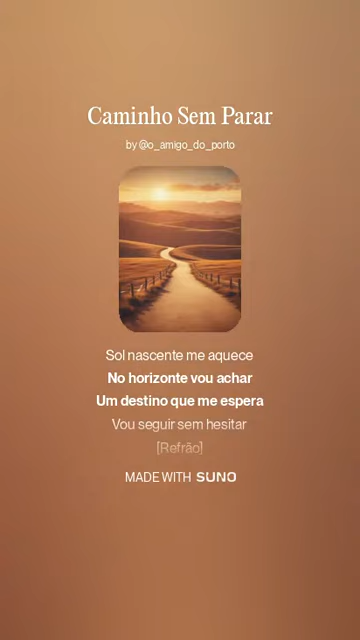 Caminho Sem Parar
by @o_amigo_do_porto
Sol nascente me aquece
No horizonte vou achar
Um destino que me espera
Vou seguir sem hesitar
[Refrão]
MADE WITH SUNO